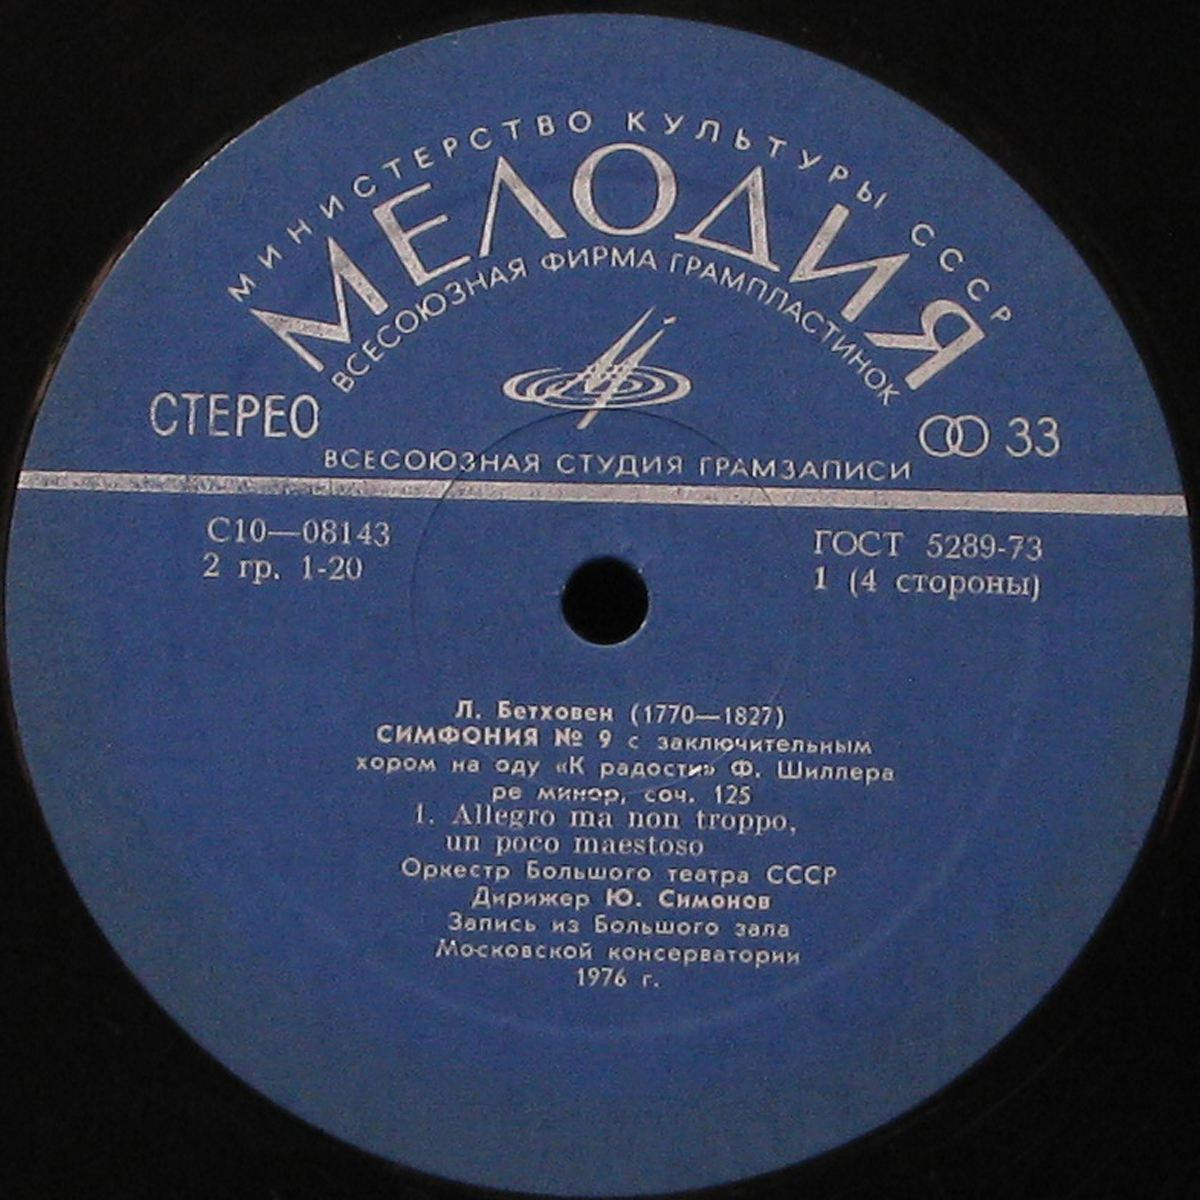 МИНИСТЕРСТВО КУЛЬТУРЫ СССР
МЕЛОДИЯ
ВСЕСОЮЗНАЯ ФИРМА ГРАМПЛАСТИНОК
СТЕРЕО
33
ВСЕСОЮЗНАЯ СТУДИЯ ГРАМЗАПИСИ
С10—08143
ГОСТ 5289-73
2 гр. 1-20
1 (4 стороны)
Л. Бетховен (1770—1827)
СИМФОНИЯ № 9 с заключительным
хором на оду «К радости» Ф. Шиллера
ре минор, соч. 125
1. Allegro ma non troppo,
un poco maestoso
Оркестр Большого театра СССР
Дирижер Ю. Симонов
Запись из Большого зала
Московской консерватории
1976 г.